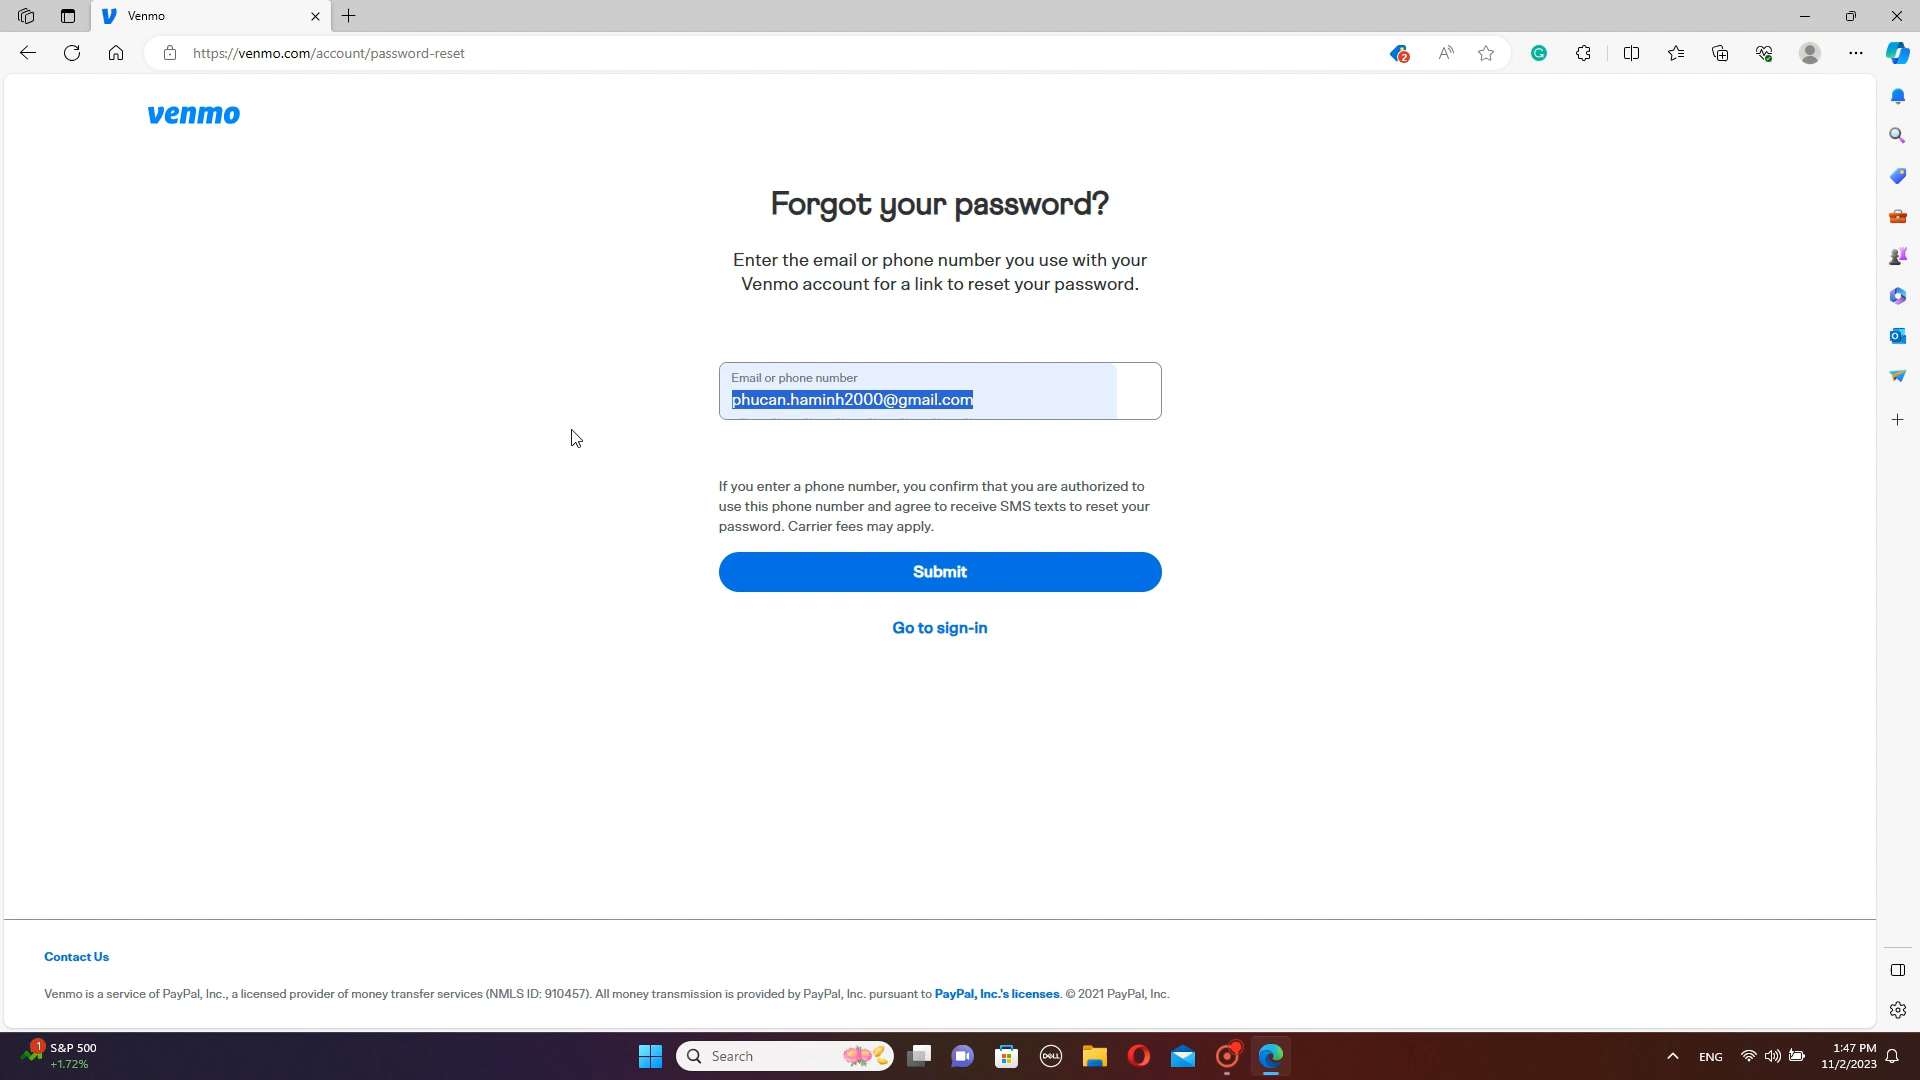 Venmo
https://venmo.com/account/password-reset
2
venmo
Forgot your password?
Enter the email or phone number you use with your
Venmo account for a link to reset your password.
Email or phone number
phucan.haminh2000@gmail.com
If you enter a phone number, you confirm that you are authorized to
use this phone number and agree to receive SMS texts to reset your
password. Carrier fees may apply.
Submit
Go to sign-in
Contact Us
Venmo is a service of PayPal, Inc., a licensed provider of money transfer services (NMLS ID: 910457). All money transmission is provided by PayPal, Inc. pursuant to PayPal, Inc.'s licenses. © 2021 PayPal, Inc.
1
S&P 500
+1.72%
Search
DELL
ENG
1:47 PM
11/2/2023